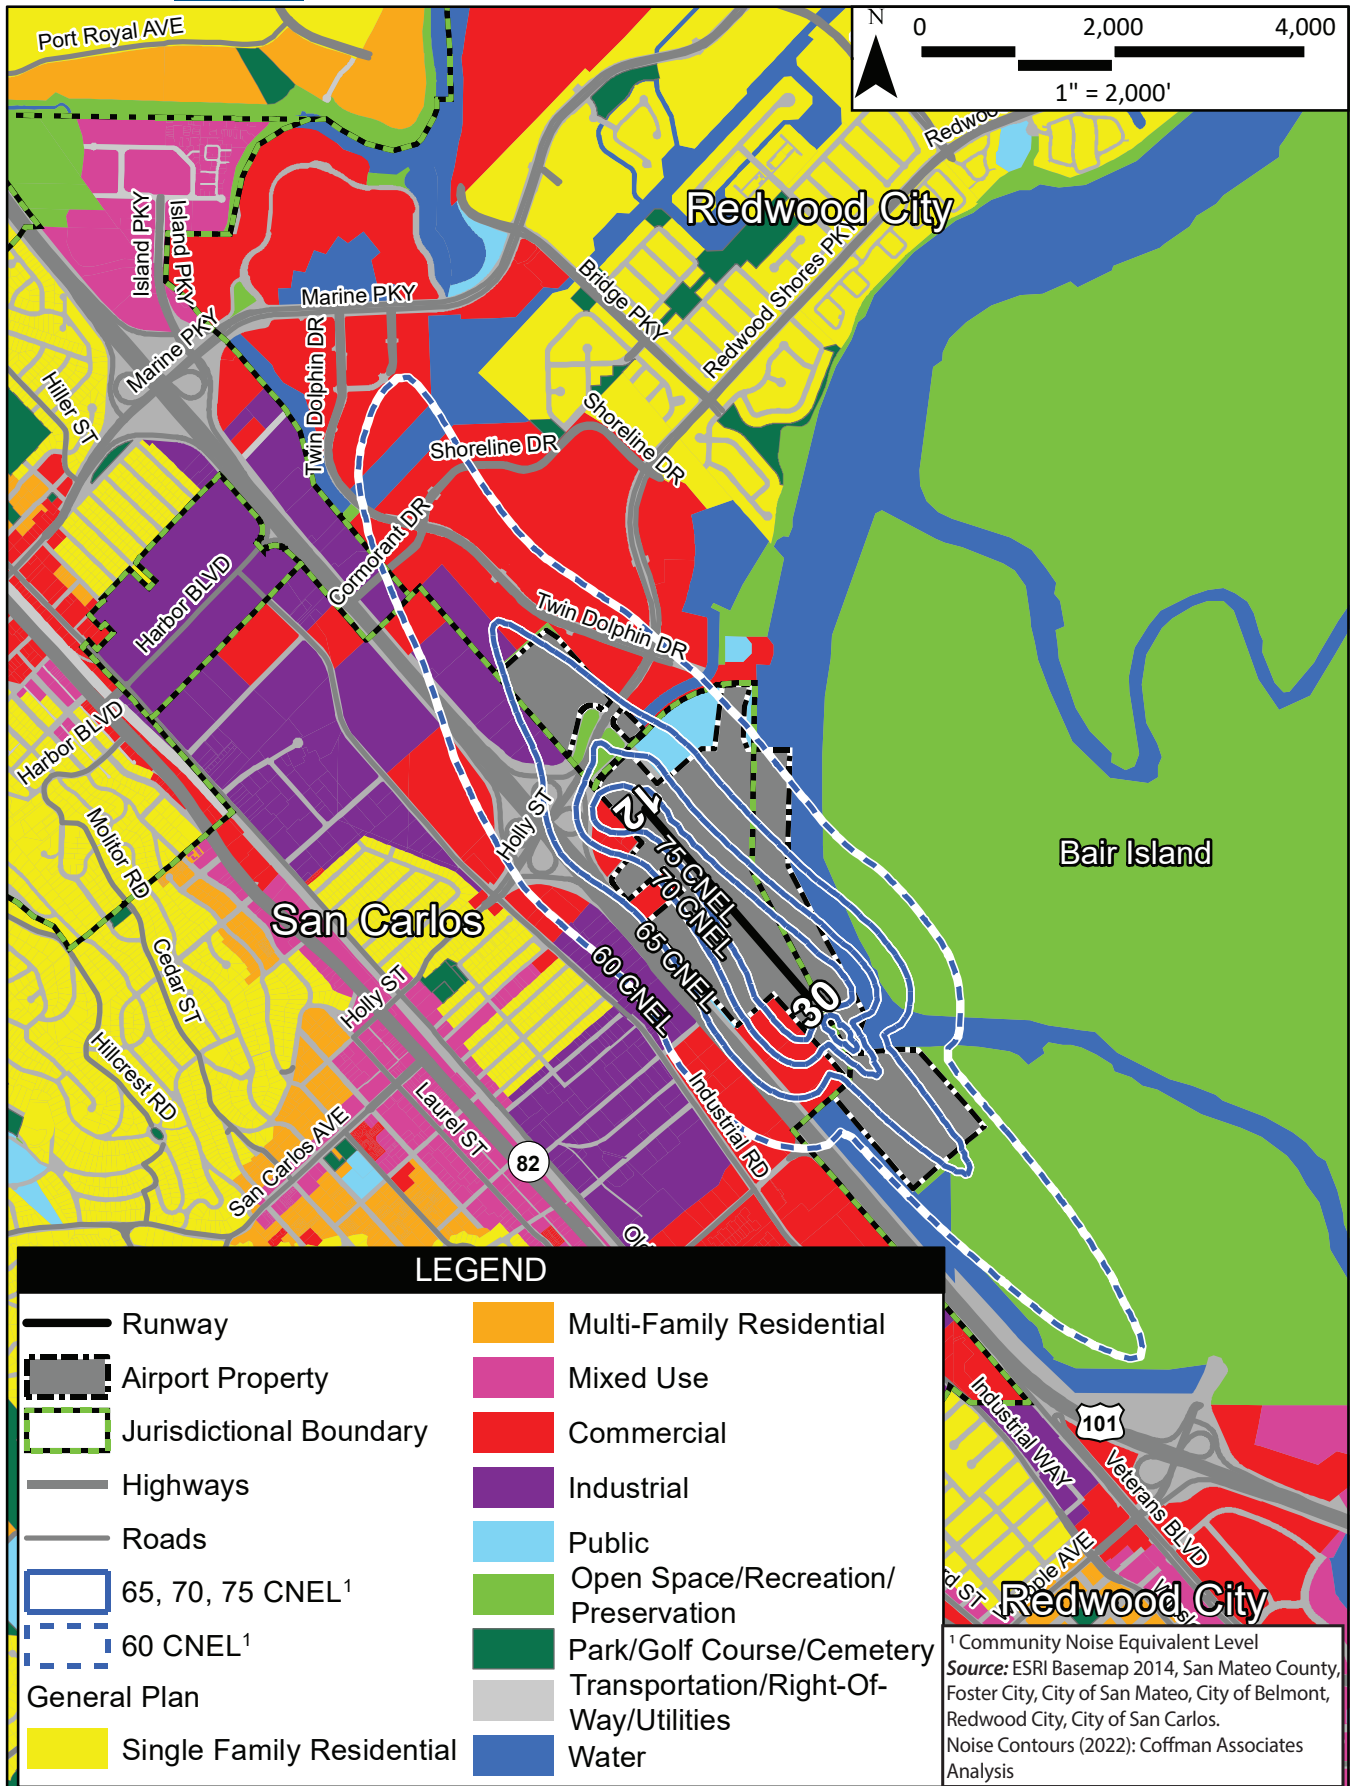 Port Royal AVE
N
0 2,000 4,000
1" = 2,000'
Redwood City
Island PKY
Island PKY
Marine PKY
Marine PKY
Bridge PKY
Redwood Shores PKY
Twin Dolphin DR
Hiller ST
Shoreline DR
Shoreline DR
Cormorant DR
Harbor BLVD
Twin Dolphin DR
Harbor BLVD
Holly ST
12
Molitor RD
75 CNEL
70 CNEL
65 CNEL
60 CNEL
30
Bair Island
San Carlos
Cedar ST
Holly ST
Hillcrest RD
Laurel ST
San Carlos AVE
82
Industrial RD
LEGEND
Runway
Airport Property
Jurisdictional Boundary
Highways
Roads
65, 70, 75 CNEL¹
60 CNEL¹
General Plan
Single Family Residential
Multi-Family Residential
Mixed Use
Commercial
Industrial
Public
Open Space/Recreation/
Preservation
Park/Golf Course/Cemetery
Transportation/Right-Of-
Way/Utilities
Water
101
Industrial WAY
Veterans BLVD
Redwood City
¹ Community Noise Equivalent Level
Source: ESRI Basemap 2014, San Mateo County,
Foster City, City of San Mateo, City of Belmont,
Redwood City, City of San Carlos.
Noise Contours (2022): Coffman Associates
Analysis